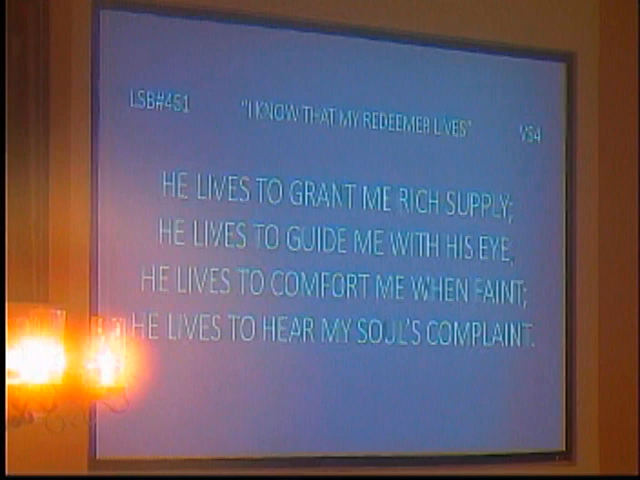 LSB#461 "I KNOW THAT MY REDEEMER LIVES" VS4
HE LIVES TO GRANT ME RICH SUPPLY;
HE LIVES TO GUIDE ME WITH HIS EYE,
HE LIVES TO COMFORT ME WHEN FAINT;
HE LIVES TO HEAR MY SOUL'S COMPLAINT.